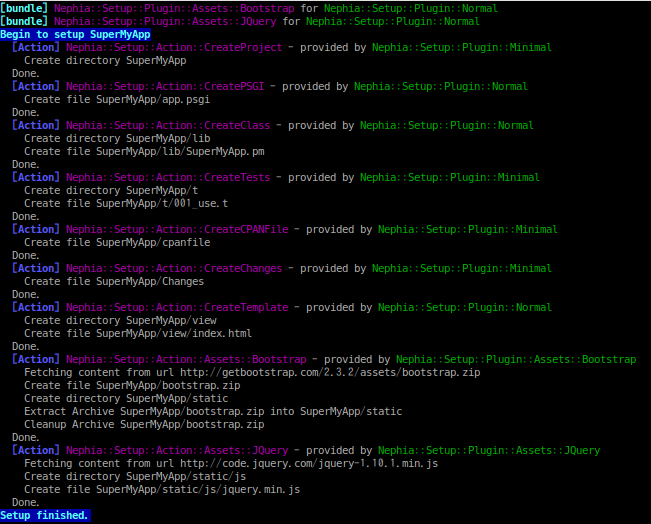 [bundle] Nephia::Setup::Plugin::Assets::Bootstrap for Nephia::Setup::Plugin::Normal
[bundle] Nephia::Setup::Plugin::Assets::JQuery for Nephia::Setup::Plugin::Normal
Begin to setup SuperMyApp
[Action] Nephia::Setup::Action::CreateProject - provided by Nephia::Setup::Plugin::Minimal
Create directory SuperMyApp
Done.
[Action] Nephia::Setup::Action::CreatePSGI - provided by Nephia::Setup::Plugin::Normal
Create file SuperMyApp/app.psgi
Done.
[Action] Nephia::Setup::Action::CreateClass - provided by Nephia::Setup::Plugin::Normal
Create directory SuperMyApp/lib
Create file SuperMyApp/lib/SuperMyApp.pm
Done.
[Action] Nephia::Setup::Action::CreateTests - provided by Nephia::Setup::Plugin::Minimal
Create directory SuperMyApp/t
Create file SuperMyApp/t/001_use.t
Done.
[Action] Nephia::Setup::Action::CreateCPANFile - provided by Nephia::Setup::Plugin::Minimal
Create file SuperMyApp/cpanfile
Done.
[Action] Nephia::Setup::Action::CreateChanges - provided by Nephia::Setup::Plugin::Minimal
Create file SuperMyApp/Changes
Done.
[Action] Nephia::Setup::Action::CreateTemplate - provided by Nephia::Setup::Plugin::Normal
Create directory SuperMyApp/view
Create file SuperMyApp/view/index.html
Done.
[Action] Nephia::Setup::Action::Assets::Bootstrap - provided by Nephia::Setup::Plugin::Assets::Bootstrap
Fetching content from url http://getbootstrap.com/2.3.2/assets/bootstrap.zip
Create file SuperMyApp/bootstrap.zip
Create directory SuperMyApp/static
Extract Archive SuperMyApp/bootstrap.zip into SuperMyApp/static
Cleanup Archive SuperMyApp/bootstrap.zip
Done.
[Action] Nephia::Setup::Action::Assets::JQuery - provided by Nephia::Setup::Plugin::Assets::JQuery
Fetching content from url http://code.jquery.com/jquery-1.10.1.min.js
Create directory SuperMyApp/static/js
Create file SuperMyApp/static/js/jquery.min.js
Done.
Setup finished.